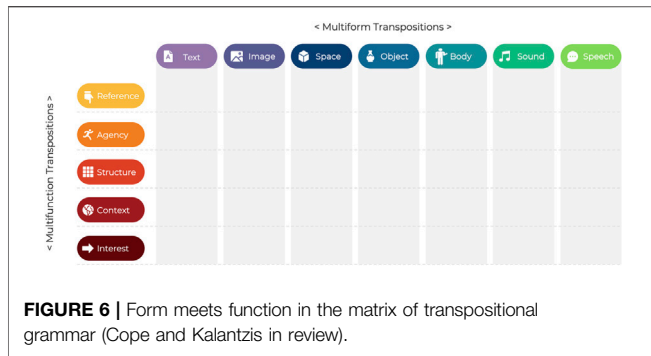 < Multiform Transpositions >
Text Image Space Object Body Sound Speech
< Multifunction Transpositions >
Reference
Agency
Structure
Context
Interest
FIGURE 6 | Form meets function in the matrix of transpositional
grammar (Cope and Kalantzis in review).